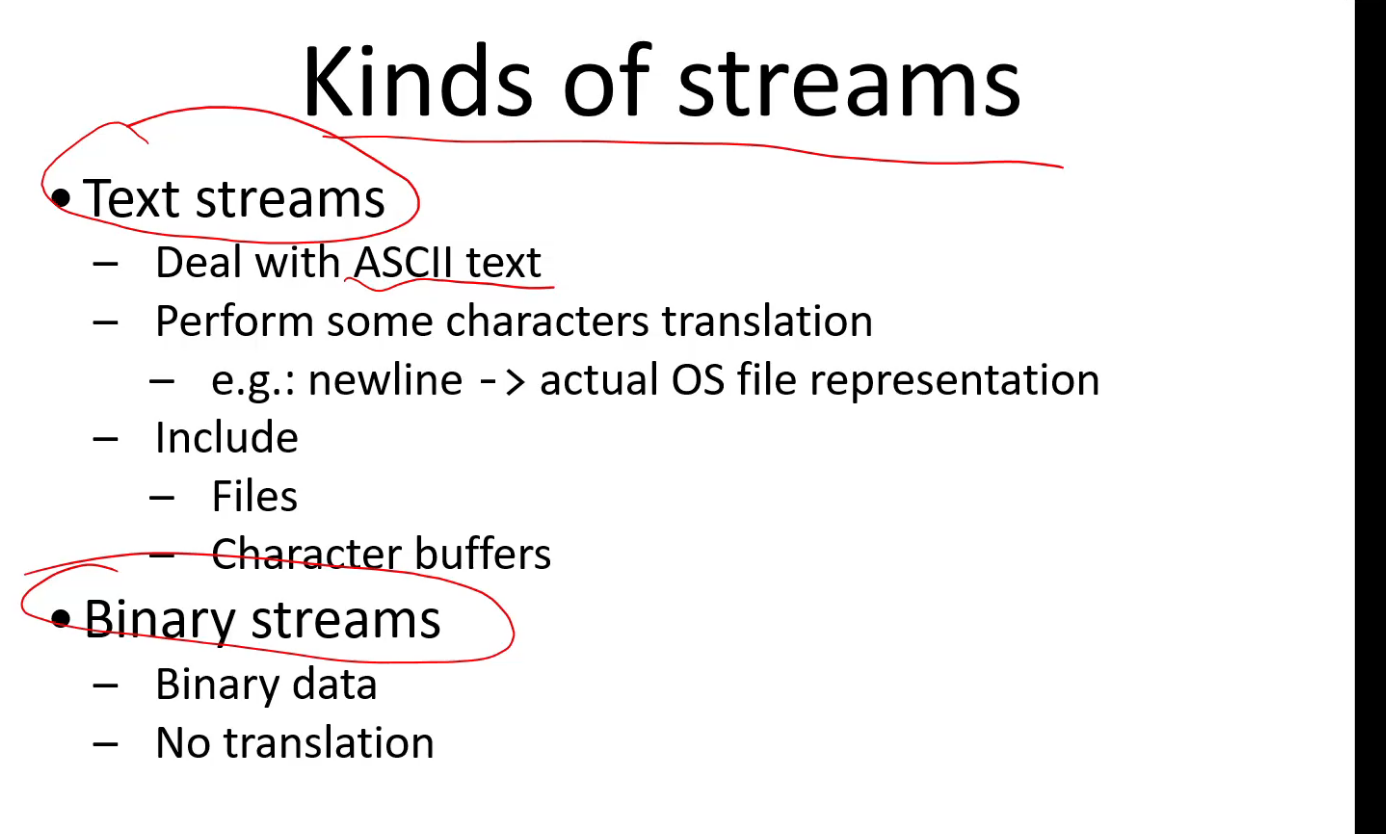 Kinds of streams
• Text streams
– Deal with ASCII text
– Perform some characters translation
– e.g.: newline -> actual OS file representation
– Include
– Files
– Character buffers
• Binary streams
– Binary data
– No translation